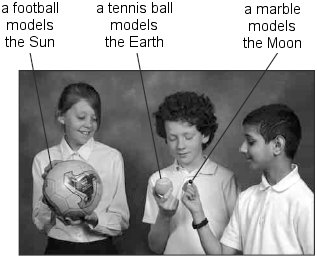 a football
models
the Sun
a tennis ball
models
the Earth
a marble
models
the Moon